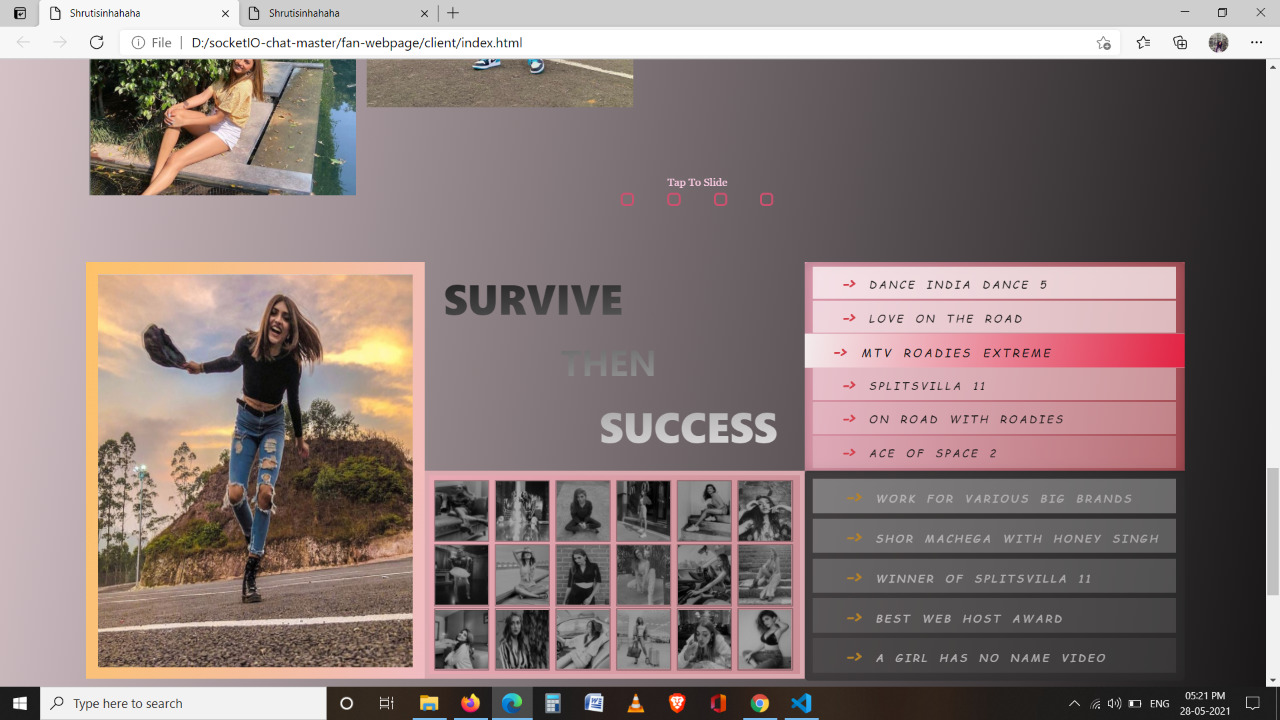 Shrutisinhahaha
Shrutisinhahaha
File | D:/socketIO-chat-master/fan-webpage/client/index.html
Tap To Slide
SURVIVE
THEN
SUCCESS
-> DANCE INDIA DANCE 5
-> LOVE ON THE ROAD
-> MTV ROADIES EXTREME
-> SPLITSVILLA 11
-> ON ROAD WITH ROADIES
-> ACE OF SPACE 2
-> WORK FOR VARIOUS BIG BRANDS
-> SHOR MACHEGA WITH HONEY SINGH
-> WINNER OF SPLITSVILLA 11
-> BEST WEB HOST AWARD
-> A GIRL HAS NO NAME VIDEO
Type here to search
ENG
05:21 PM
28-05-2021